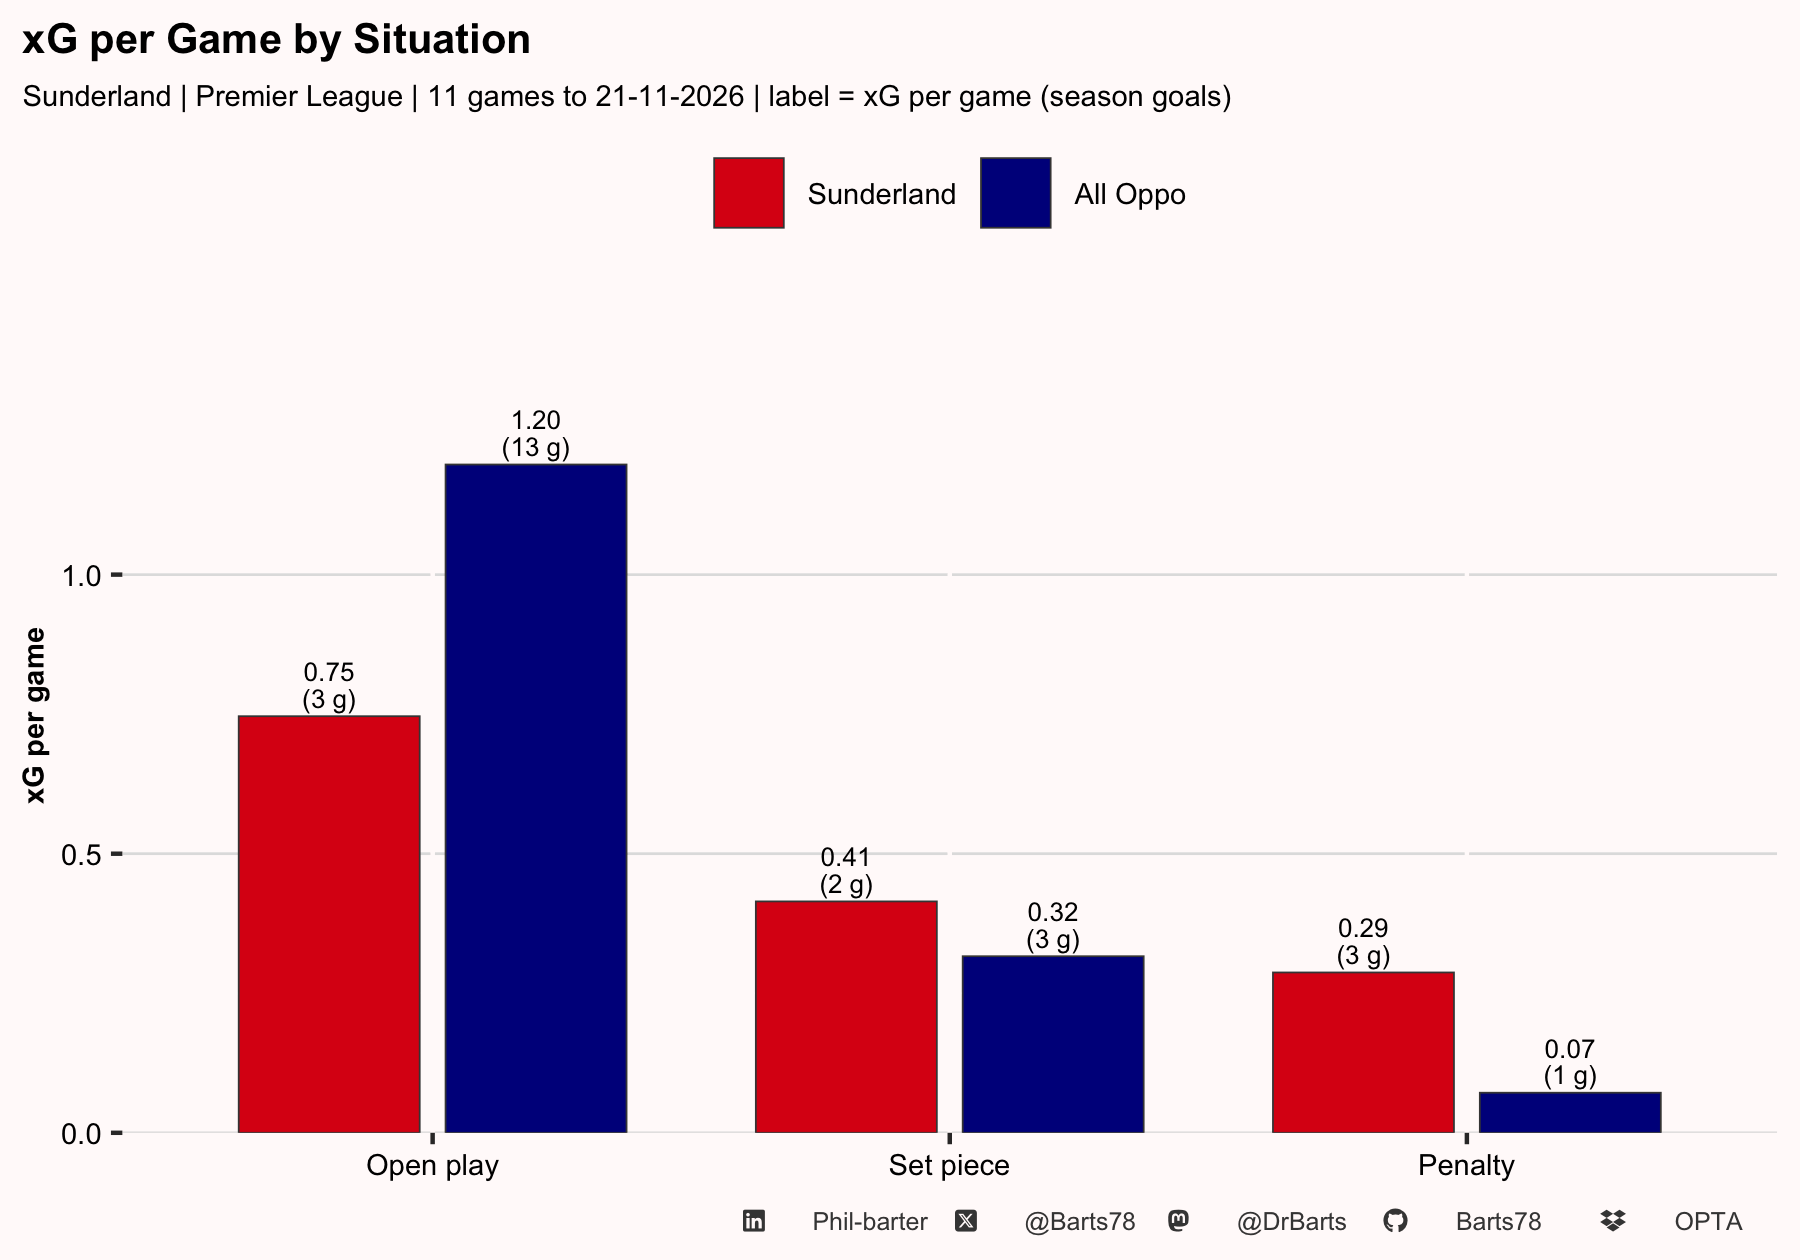 xG per Game by Situation
Sunderland | Premier League | 11 games to 21-11-2026 | label = xG per game (season goals)
Sunderland
All Oppo
1.20
(13 g)
1.0
0.75
(3 g)
xG per game
0.5
0.41
(2 g)
0.32
(3 g)
0.29
(3 g)
0.07
(1 g)
0.0
Open play
Set piece
Penalty
Phil-barter
@Barts78
@DrBarts
Barts78
OPTA